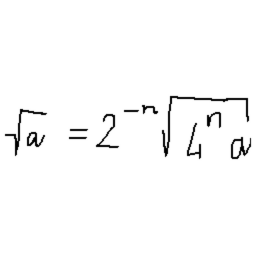 √a = 2^{-n} √(4^n a)